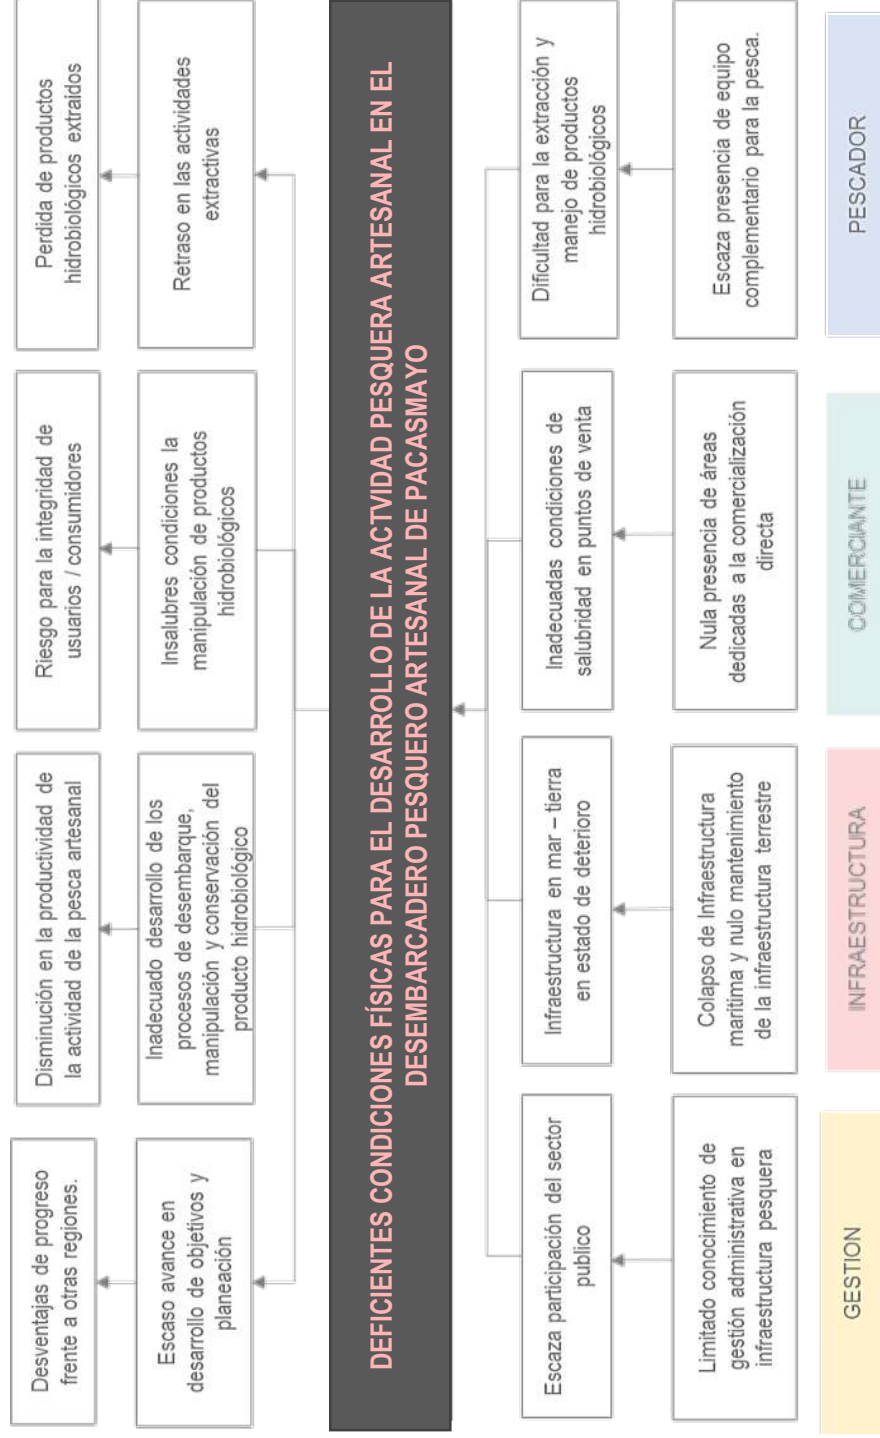 Desventajas de progreso
frente a otras regiones.
Disminución en la productividad de
la actividad de la pesca artesanal
Riesgo para la integridad de
usuarios / consumidores
Perdida de productos
hidrobiológicos extraidos
Escaso avance en
desarrollo de objetivos y
planeación
Inadecuado desarrollo de los
procesos de desembarque,
manipulación y conservación del
producto hidrobiológico
Insalubres condiciones la
manipulación de productos
hidrobiológicos
Retraso en las actividades
extractivas
DEFICIENTES CONDICIONES FÍSICAS PARA EL DESARROLLO DE LA ACTVIDAD PESQUERA ARTESANAL EN EL
DESEMBARCADERO PESQUERO ARTESANAL DE PACASMAYO
Escaza participación del sector
publico
Infraestructura en mar – tierra
en estado de deterioro
Inadecuadas condiciones de
salubridad en puntos de venta
Dificultad para la extracción y
manejo de productos
hidrobiológicos
Limitado conocimiento de
gestión administrativa en
infraestructura pesquera
Colapso de Infraestructura
marítima y nulo mantenimiento
de la infraestructura terrestre
Nula presencia de áreas
dedicadas a la comercialización
directa
Escaza presencia de equipo
complementario para la pesca.
GESTION
INFRAESTRUCTURA
COMERCIANTE
PESCADOR